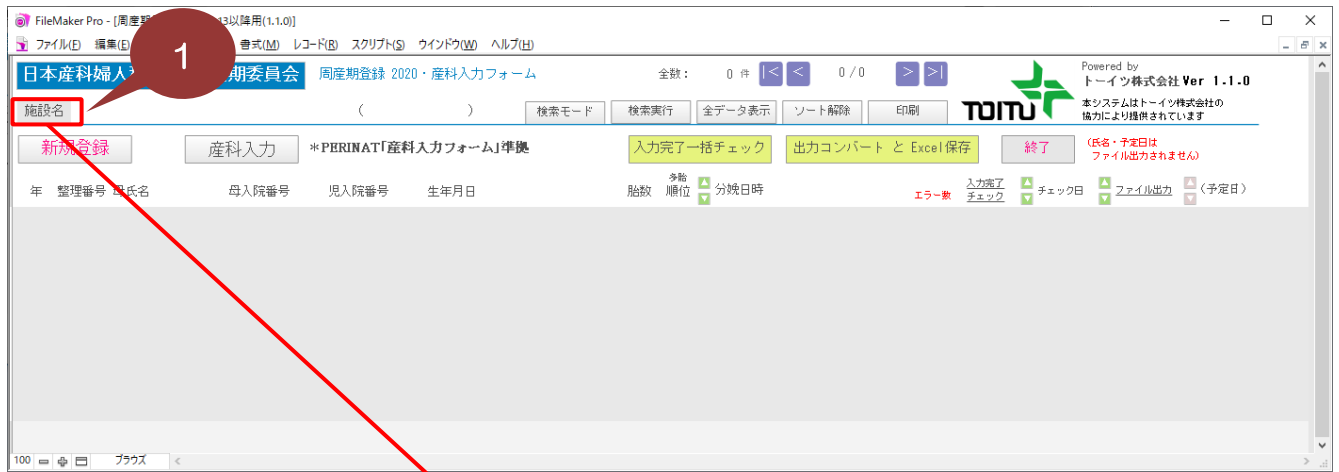 FileMaker Pro - [周産期 13以降用(1.1.0)]
ファイル(F) 編集(E) 書式(M) レコード(R) スクリプト(S) ウインドウ(W) ヘルプ(H)
1
日本産科婦人 期委員会 周産期登録 2020・産科入力フォーム 全数： 0 件 |< < 0 / 0 > >| Powered by
トーイツ株式会社 Ver 1.1.0
施設名 ( ) 検索モード 検索実行 全データ表示 ソート解除 印刷 TOITU 本システムはトーイツ株式会社の
協力により提供されています
新規登録 産科入力 ＊PERINAT「産科入力フォーム」準拠 入力完了一括チェック 出力コンバート と Excel保存 終了 (氏名・予定日は
ファイル出力されません)
年 整理番号 母氏名 母入院番号 児入院番号 生年月日 胎数 多胎
順位 分娩日時 エラー数 入力完了
チェック チェック日 ファイル出力 (予定日)
100 ブラウズ